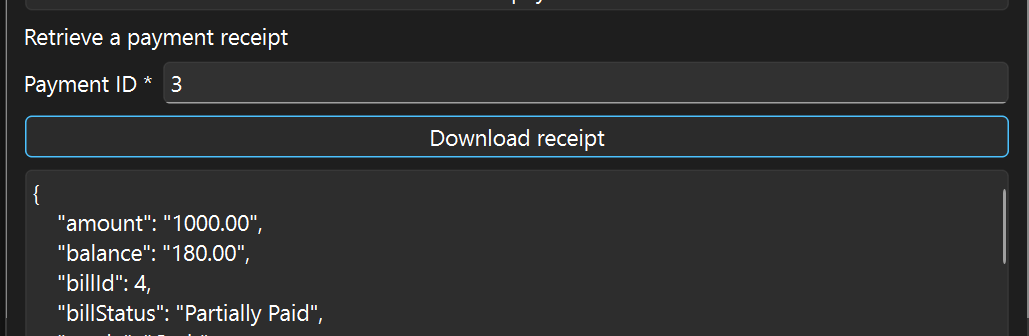 Retrieve a payment receipt
Payment ID * 3
Download receipt
{
"amount": "1000.00",
"balance": "180.00",
"billId": 4,
"billStatus": "Partially Paid",